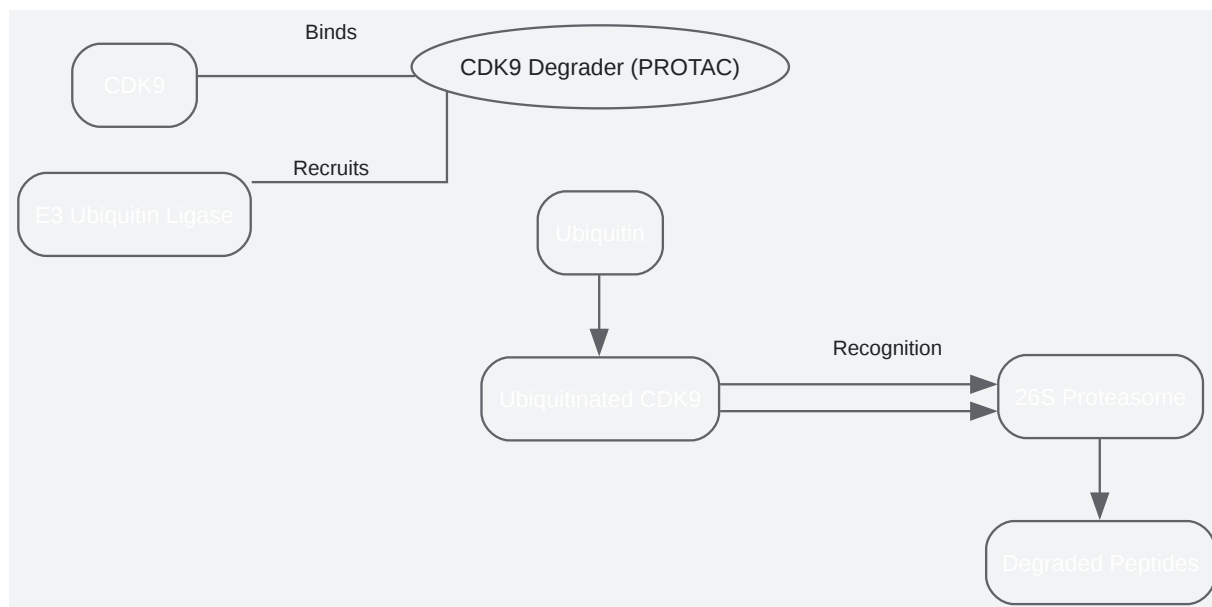 Binds
CDK9 Degrader (PROTAC)
CDK9
Recruits
E3 Ubiquitin Ligase
Ubiquitin
Recognition
Ubiquitinated CDK9
26S Proteasome
Degraded Peptides